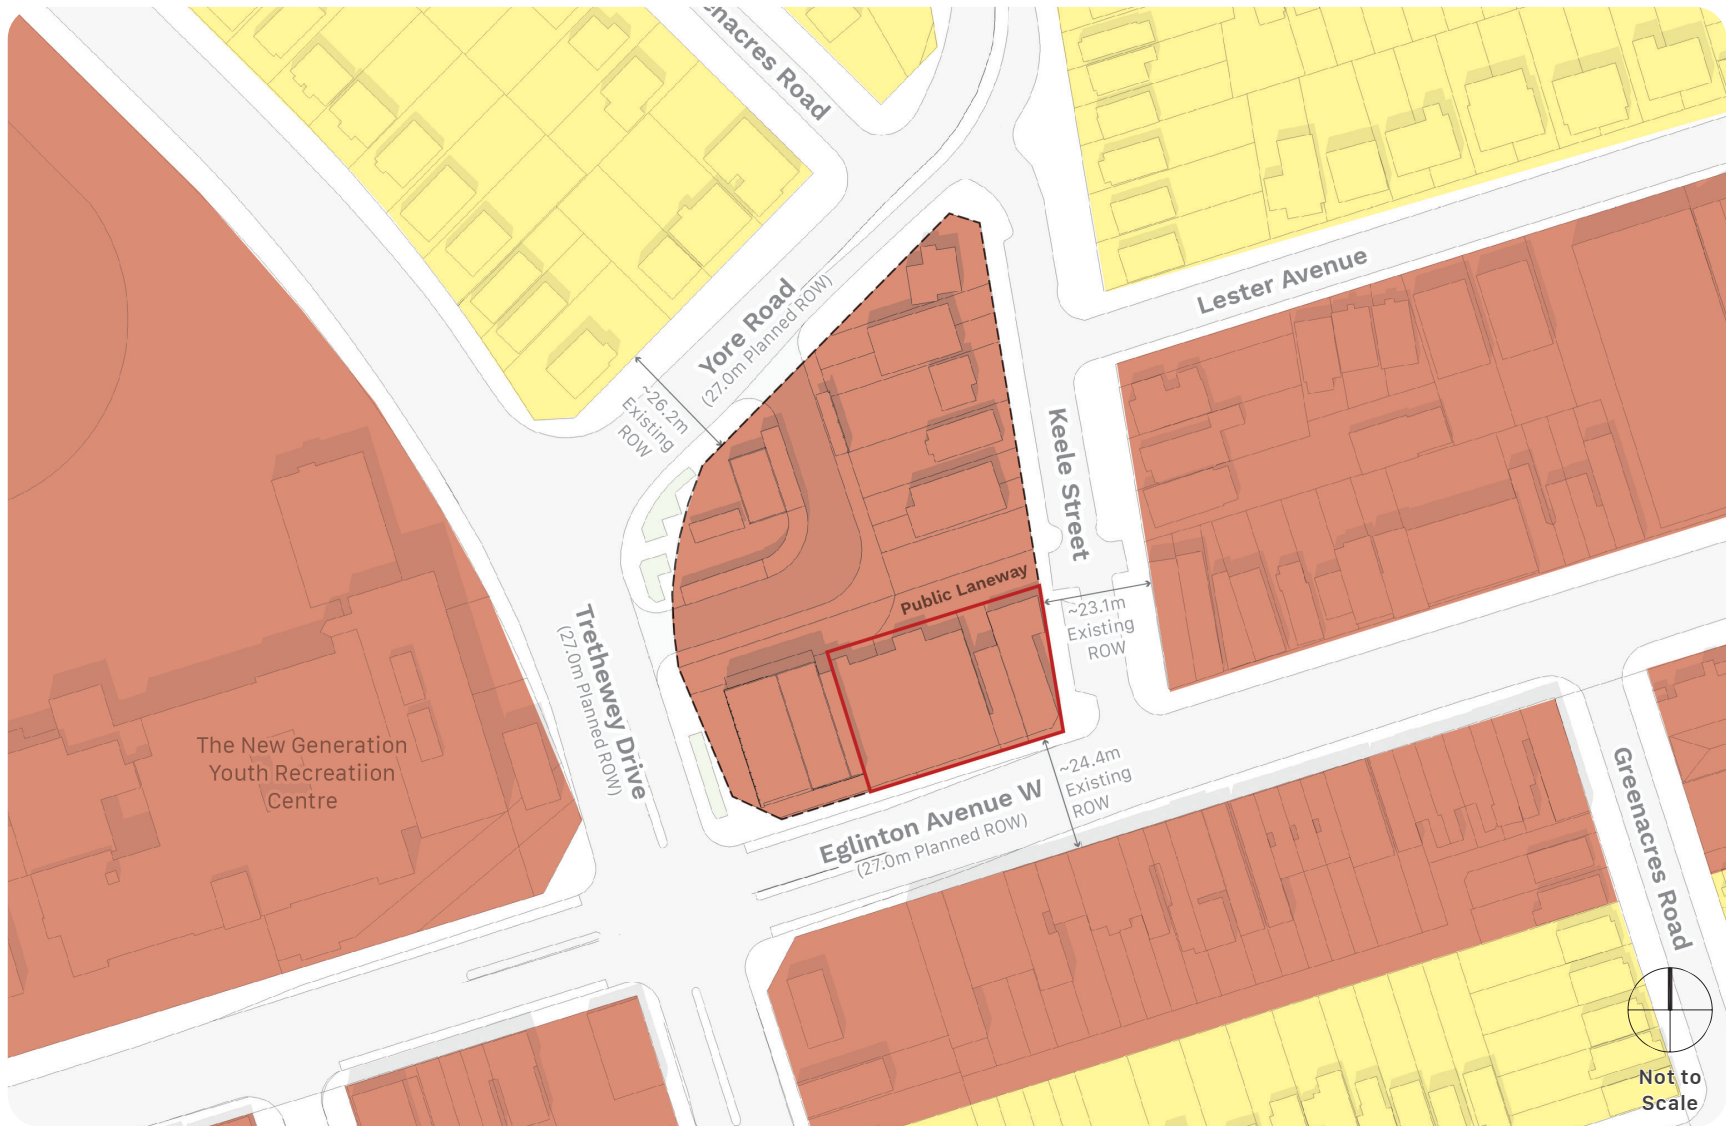 enacres Road
Lester Avenue
Yore Road
(27.0m Planned ROW)
~26.2m
Existing
ROW
Keele Street
Public Laneway
~23.1m
Existing
ROW
Trethewey Drive
(27.0m Planned ROW)
The New Generation
Youth Recreatiion
Centre
~24.4m
Existing
ROW
Eglinton Avenue W
(27.0m Planned ROW)
Greenacres Road
Not to
Scale